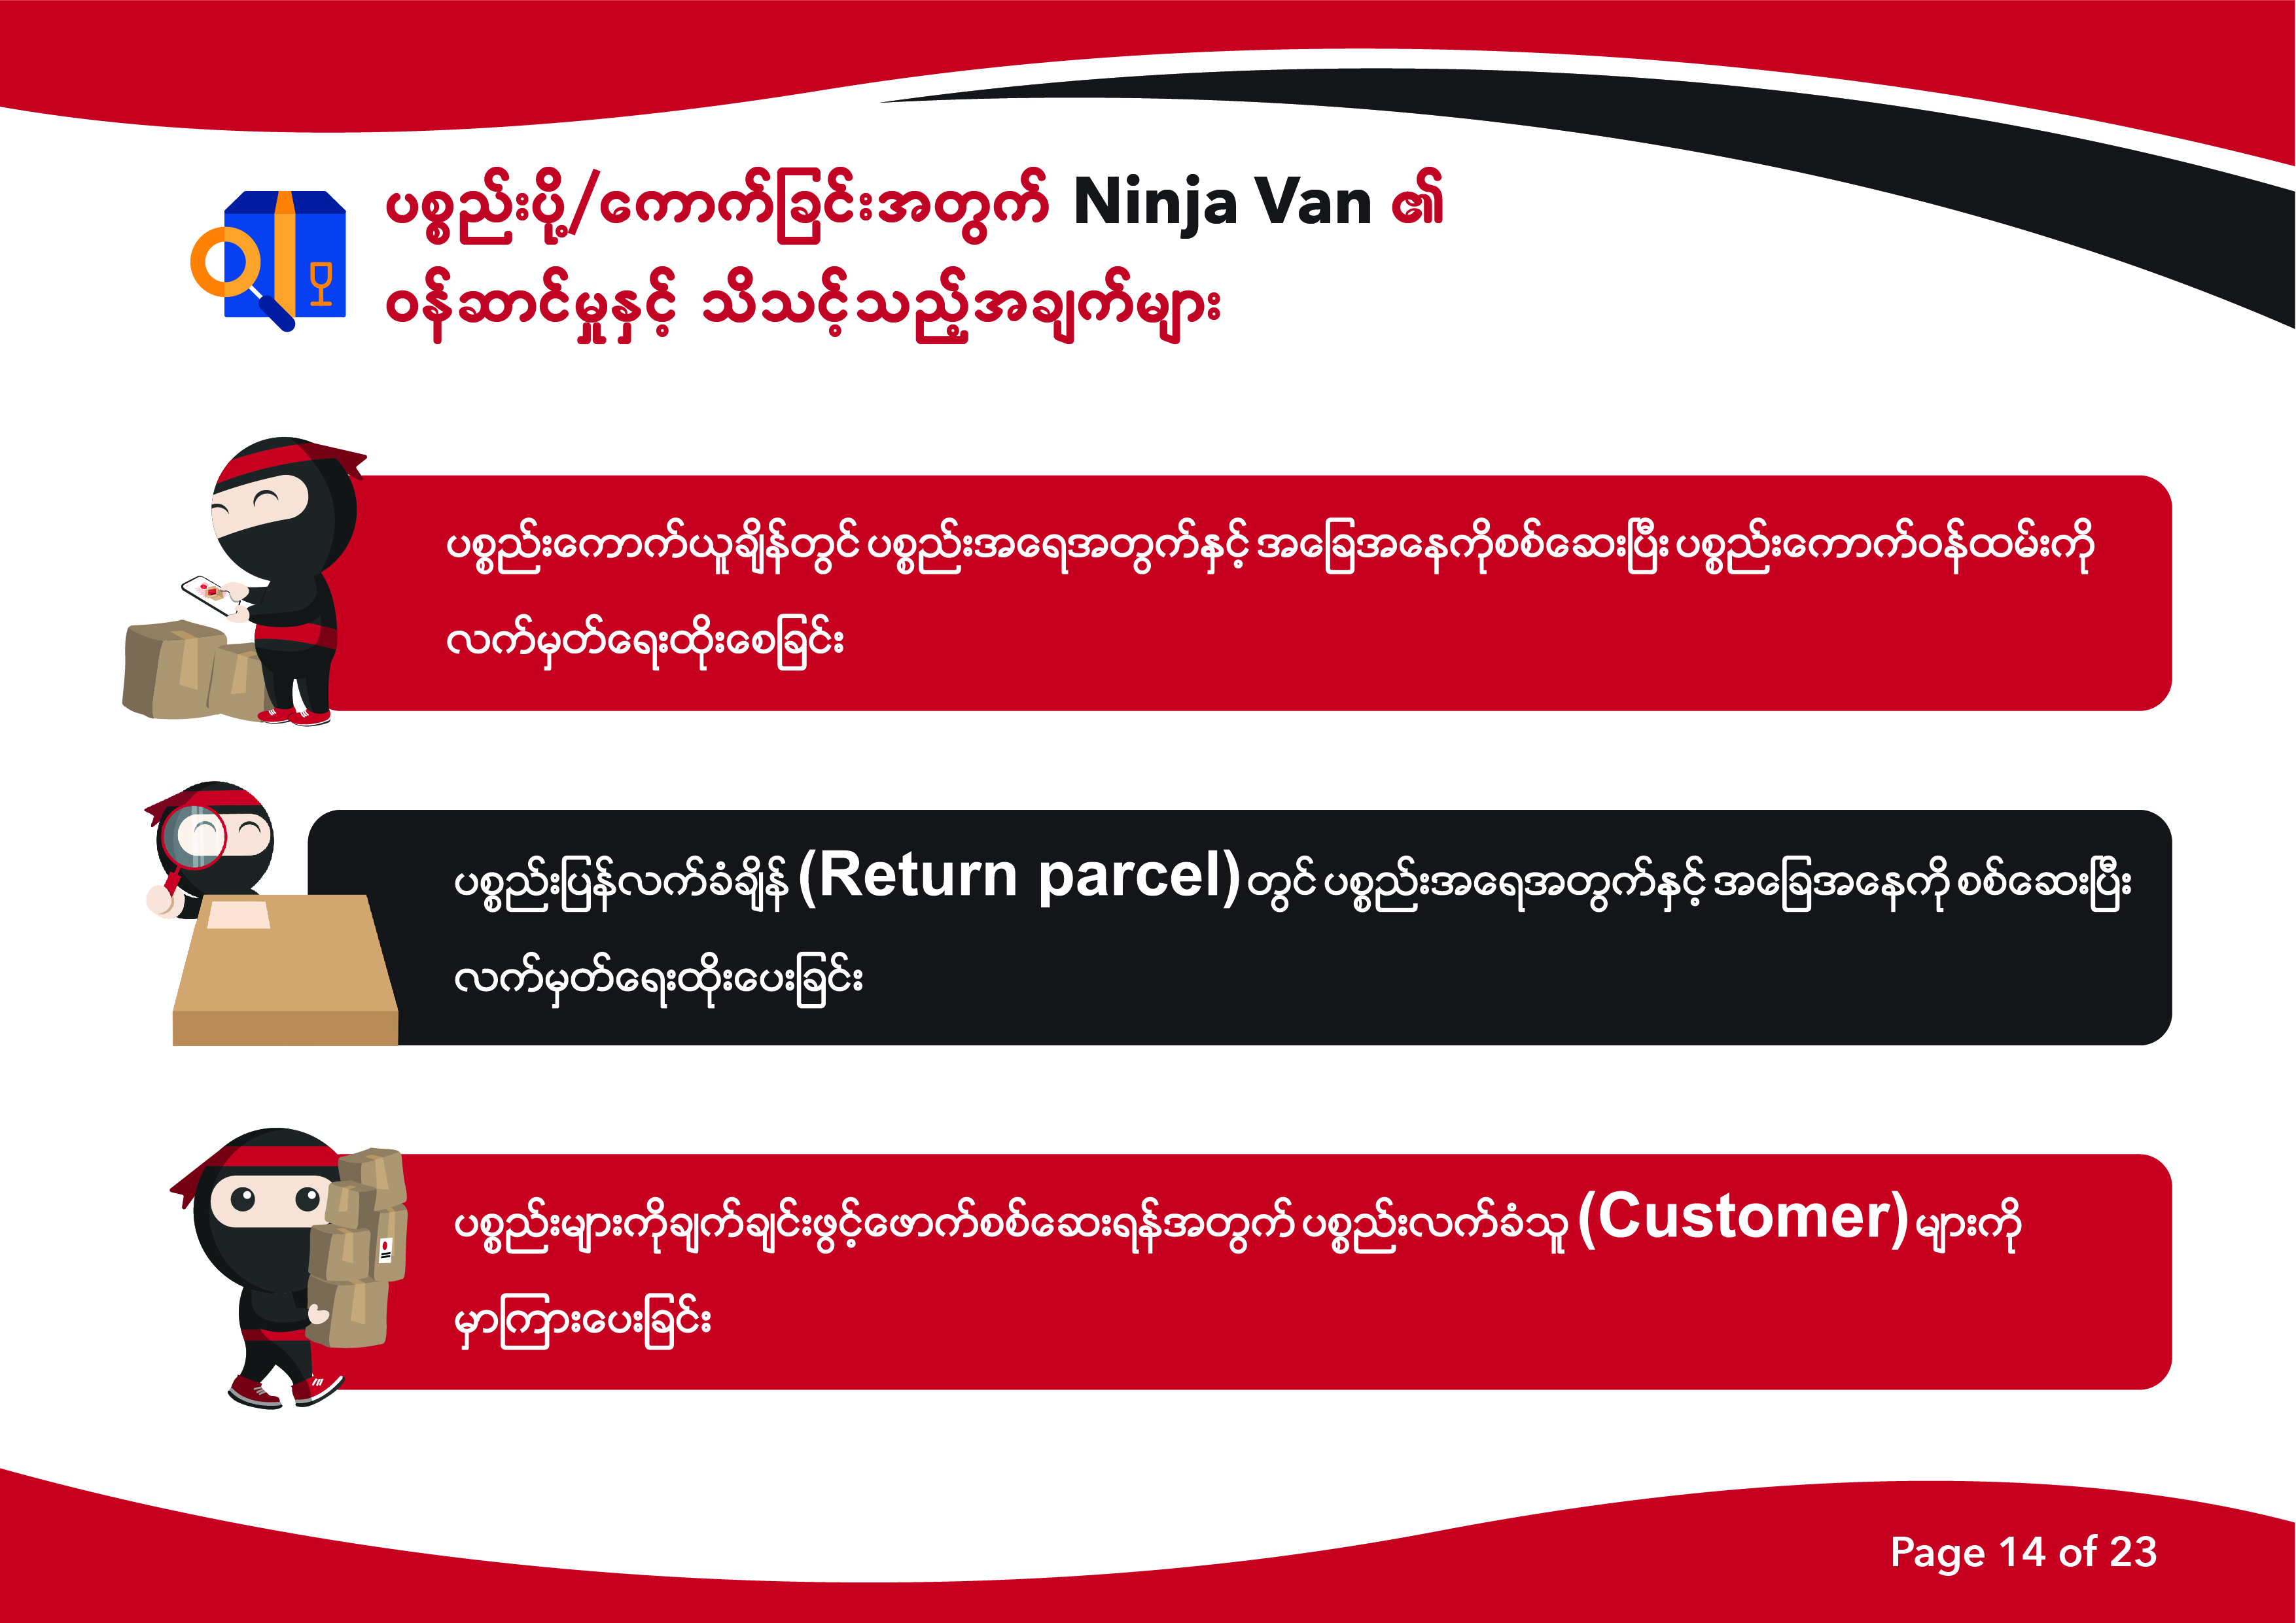 ပစ္စည်းပို့/ကောက်ခြင်းအတွက် Ninja Van ၏
ဝန်ဆောင်မှုနှင့် သိသင့်သည့်အချက်များ
ပစ္စည်းကောက်ယူချိန်တွင် ပစ္စည်းအရေအတွက်နှင့် အခြေအနေကိုစစ်ဆေးပြီး ပစ္စည်းကောက်ဝန်ထမ်းကို
လက်မှတ်ရေးထိုးစေခြင်း
ပစ္စည်းပြန်လက်ခံချိန် (Return parcel) တွင် ပစ္စည်းအရေအတွက်နှင့် အခြေအနေကို စစ်ဆေးပြီး
လက်မှတ်ရေးထိုးပေးခြင်း
ပစ္စည်းများကိုချက်ချင်းဖွင့်ဖောက်စစ်ဆေးရန်အတွက် ပစ္စည်းလက်ခံသူ (Customer) များကို
မှာကြားပေးခြင်း
Page 14 of 23